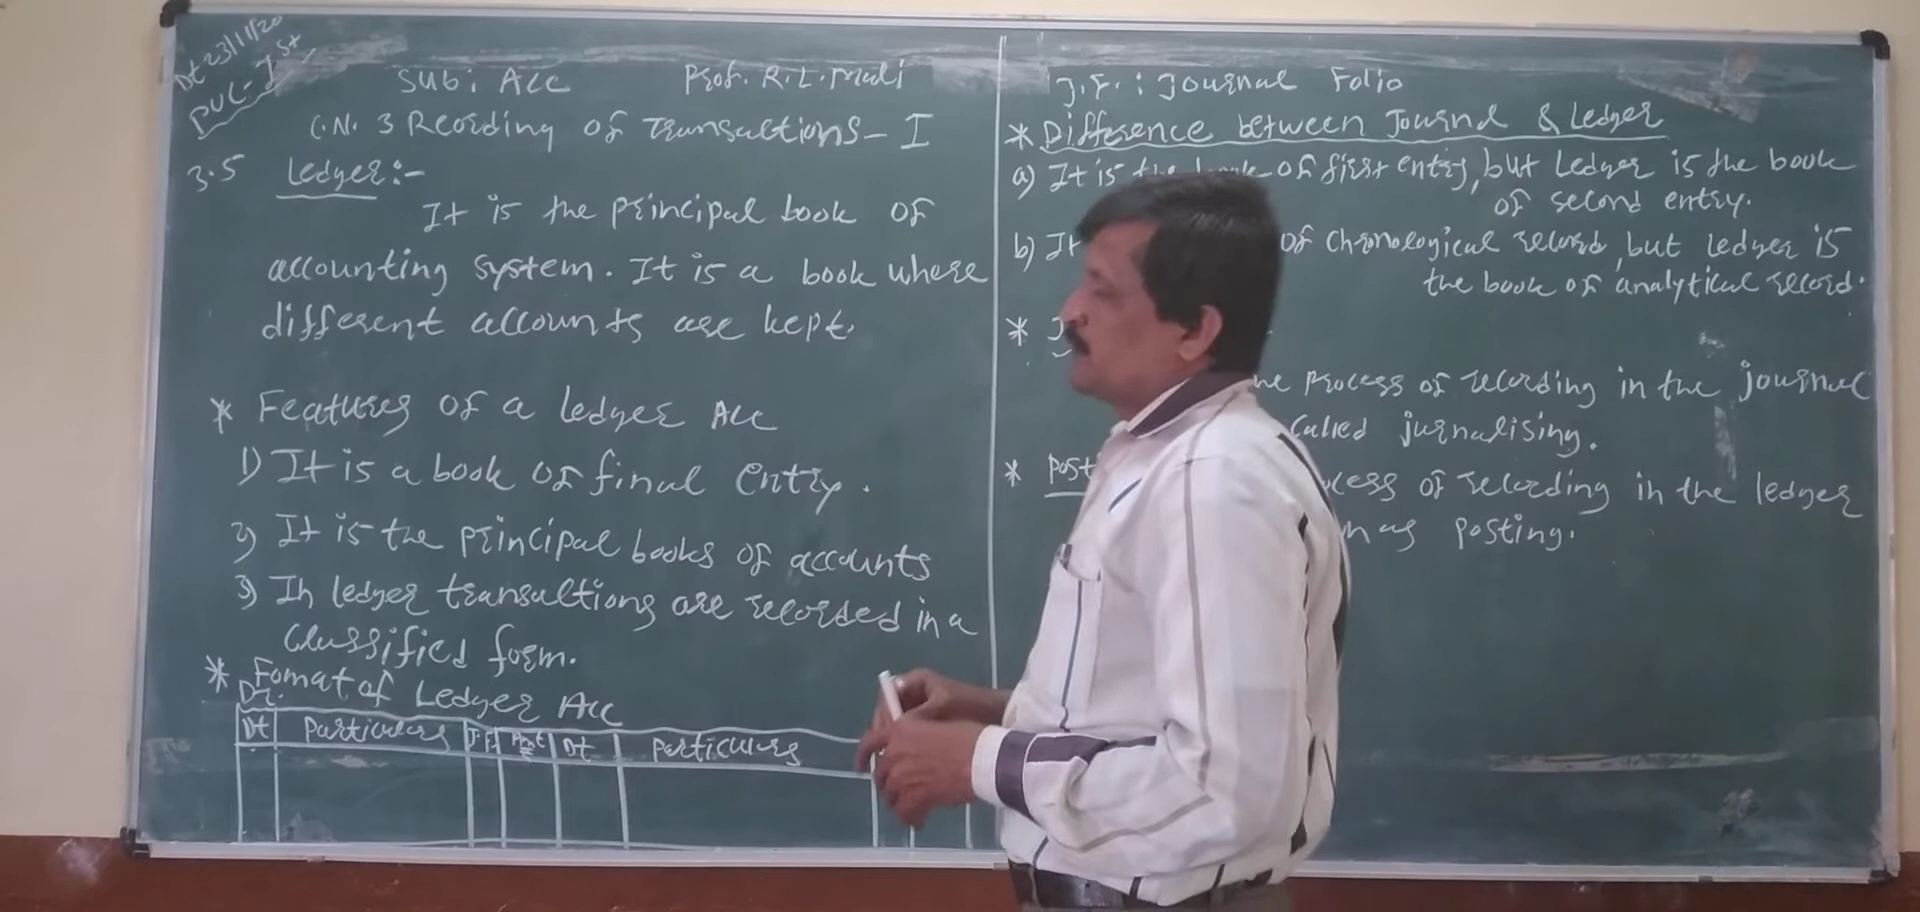 Dt 23/11/20
PUC-Ist
Sub: Acc Prof. R.L. Mali
C.N. 3 Reording of Transactions - I
3.5 Ledger:-
It is the principal book of
accounting system. It is a book where
different accounts are kept.
* Features of a ledger Acc
1) It is a book of final entry.
2) It is the principal books of accounts
3) In ledger transactions are recorded in a
classified form.
* Fomat of Ledger Acc
Dr.
Dt Particulars J.F. Amt Dt Particulars
J.F. : Journal Folio
* Difference between Journal & Ledger
a) It is the of first entry, but Ledger is the book
of second entry.
b) It of chronological record, but ledger is
the book of analytical record.
*
process of recording in the journal
called jurnalising.
* Post
of recording in the ledger
as posting.